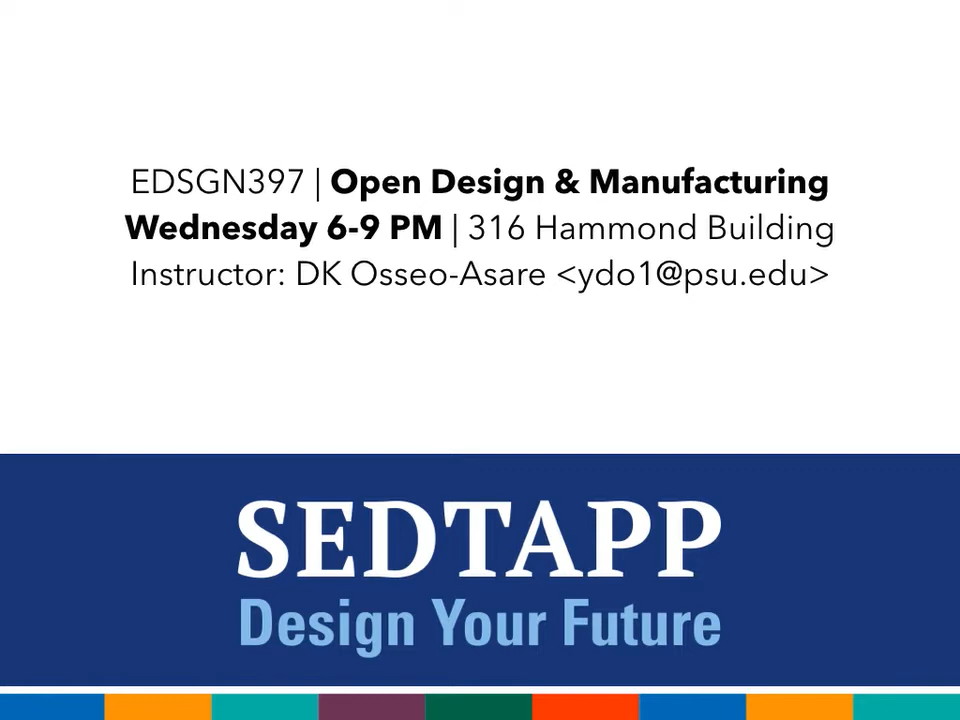 EDSGN397 | Open Design & Manufacturing
Wednesday 6-9 PM | 316 Hammond Building
Instructor: DK Osseo-Asare <ydo1@psu.edu>
SEDTAPP
Design Your Future